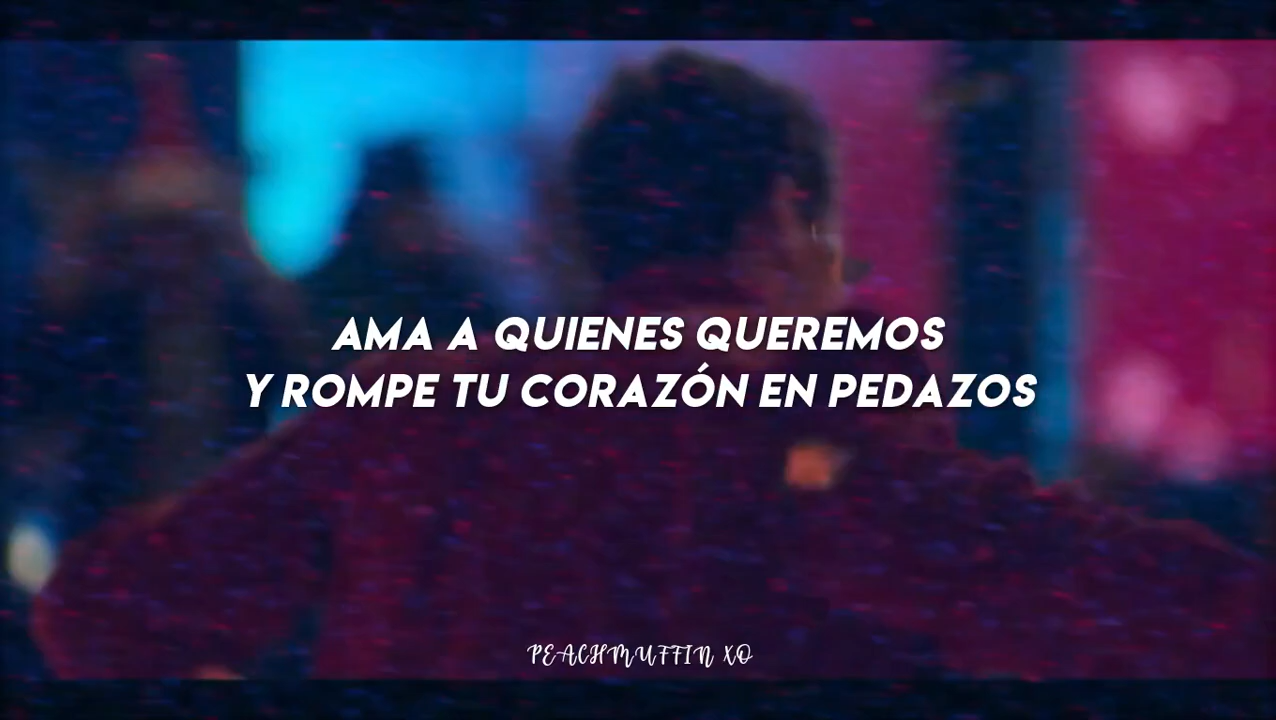 AMA A QUIENES QUEREMOS
Y ROMPE TU CORAZÓN EN PEDAZOS
PEACHMUFFIN XO